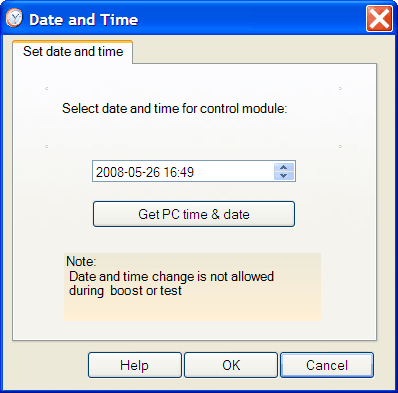 Date and Time
Set date and time
Select date and time for control module:
2008-05-26 16:49
Get PC time & date
Note:
Date and time change is not allowed
during boost or test
Help
OK
Cancel